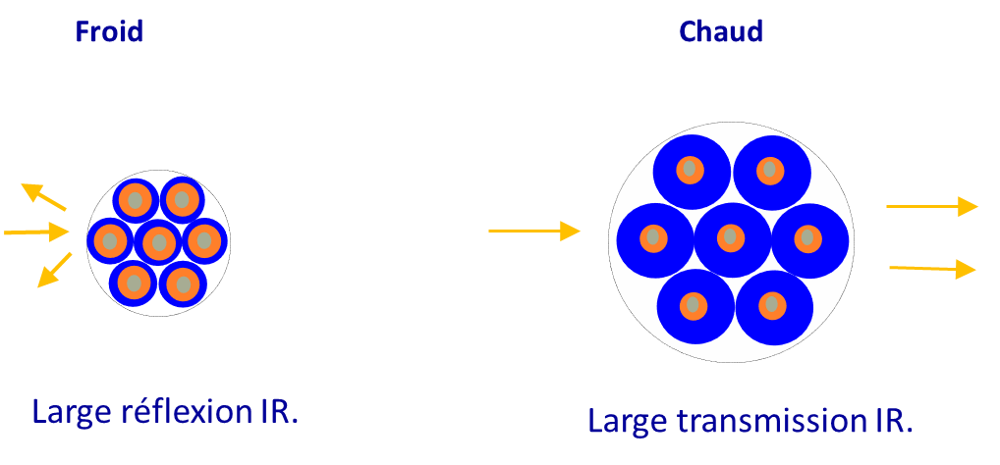 Froid
Chaud
Large réflexion IR.
Large transmission IR.